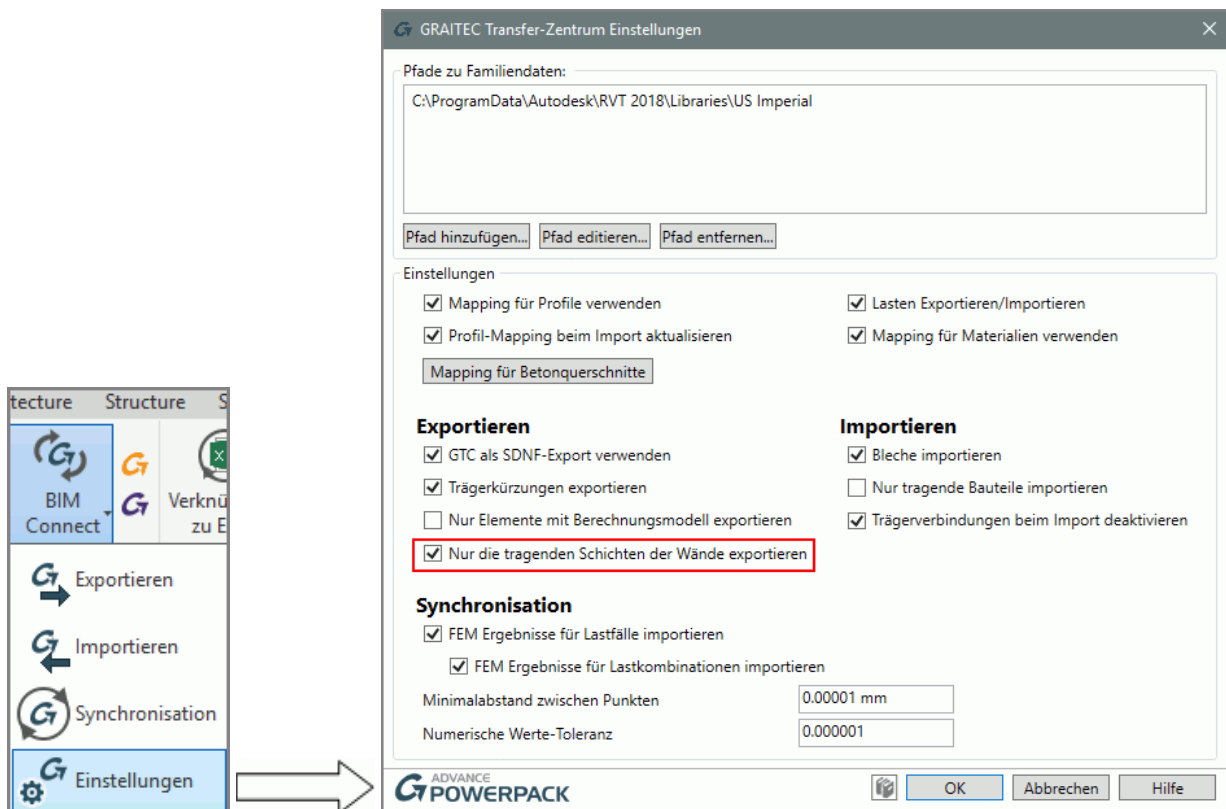 GRAITEC Transfer-Zentrum Einstellungen
Pfade zu Familiendaten:
C:\ProgramData\Autodesk\RVT 2018\Libraries\US Imperial
Pfad hinzufügen... Pfad editieren... Pfad entfernen...
Einstellungen
Mapping für Profile verwenden
Lasten Exportieren/Importieren
Profil-Mapping beim Import aktualisieren
Mapping für Materialien verwenden
Mapping für Betonquerschnitte
Exportieren
GTC als SDNF-Export verwenden
Trägerkürzungen exportieren
Nur Elemente mit Berechnungsmodell exportieren
Nur die tragenden Schichten der Wände exportieren
Importieren
Bleche importieren
Nur tragende Bauteile importieren
Trägerverbindungen beim Import deaktivieren
Synchronisation
FEM Ergebnisse für Lastfälle importieren
FEM Ergebnisse für Lastkombinationen importieren
Minimalabstand zwischen Punkten 0.00001 mm
Numerische Werte-Toleranz 0.000001
ADVANCE
POWERPACK
OK Abbrechen Hilfe
tecture Structure S
BIM
Connect
Verknü
zu E
Exportieren
Importieren
Synchronisation
Einstellungen